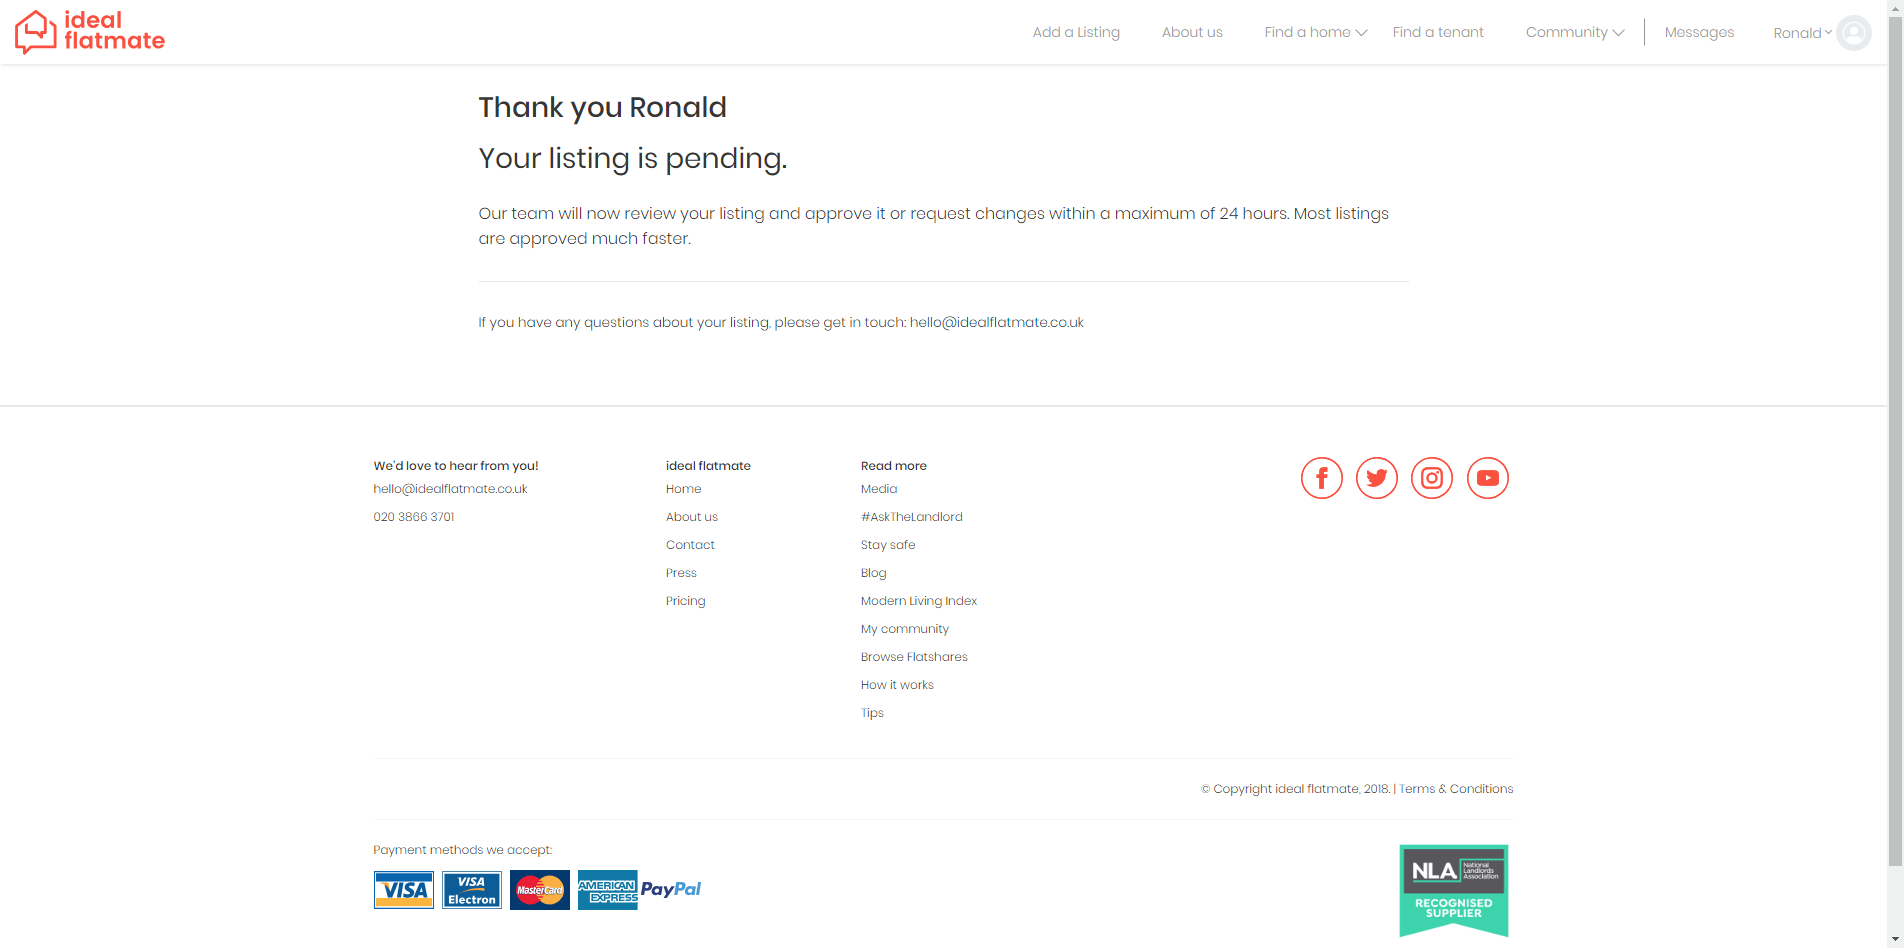 ideal
flatmate
Add a Listing
About us
Find a home
Find a tenant
Community
Messages
Ronald
Thank you Ronald
Your listing is pending.
Our team will now review your listing and approve it or request changes within a maximum of 24 hours. Most listings
are approved much faster.
If you have any questions about your listing, please get in touch: hello@idealflatmate.co.uk
We'd love to hear from you!
hello@idealflatmate.co.uk
020 3866 3701
ideal flatmate
Home
About us
Contact
Press
Pricing
Read more
Media
#AskTheLandlord
Stay safe
Blog
Modern Living Index
My community
Browse Flatshares
How it works
Tips
© Copyright ideal flatmate, 2018. | Terms & Conditions
Payment methods we accept:
VISA
VISA
Electron
MasterCard
AMERICAN
EXPRESS
PayPal
NLA
National
Landlords
Association
RECOGNISED
SUPPLIER